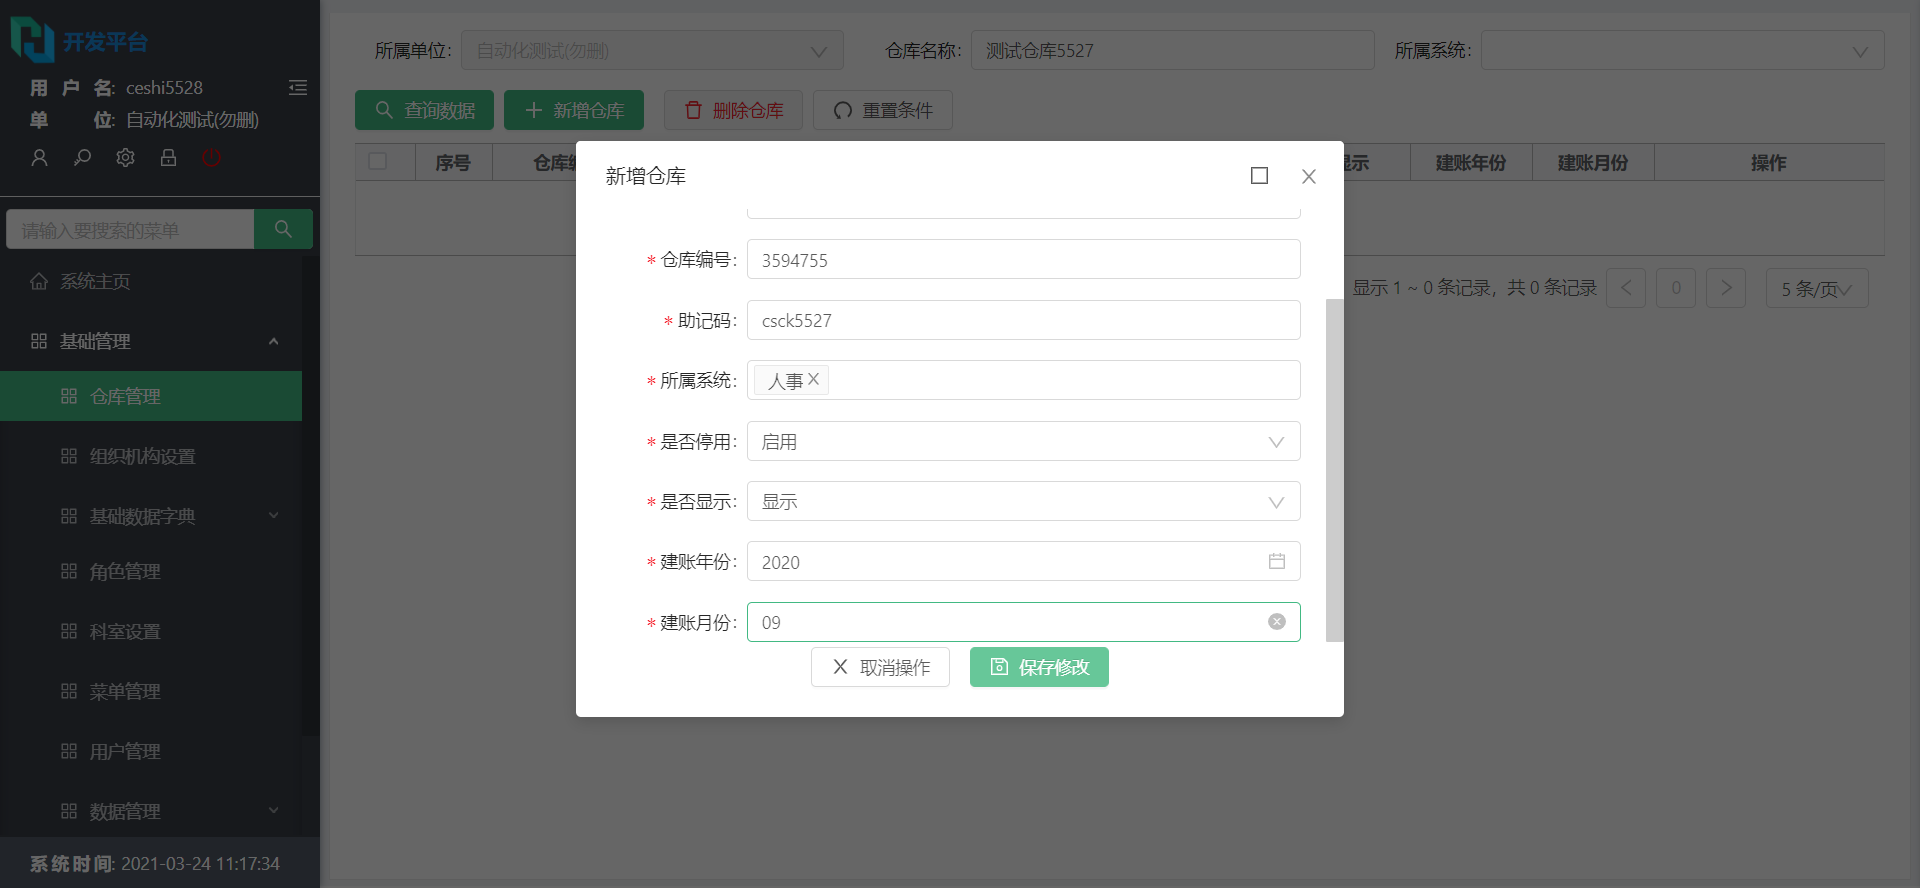 开发平台
用户名: ceshi5528
单位: 自动化测试(勿删)
请输入要搜索的菜单
系统主页
基础管理
仓库管理
组织机构设置
基础数据字典
角色管理
科室设置
菜单管理
用户管理
数据管理
系统时间: 2021-03-24 11:17:34
所属单位: 自动化测试(勿删) 仓库名称: 测试仓库5527 所属系统:
查询数据 新增仓库 删除仓库 重置条件
序号 仓库编 显示 建账年份 建账月份 操作
显示 1 ~ 0 条记录，共 0 条记录 < 0 > 5 条/页
新增仓库
* 仓库编号: 3594755
* 助记码: csck5527
* 所属系统: 人事
* 是否停用: 启用
* 是否显示: 显示
* 建账年份: 2020
* 建账月份: 09
取消操作 保存修改